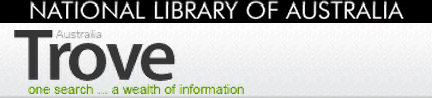 NATIONAL LIBRARY OF AUSTRALIA
Australia
Trove
one search ... a wealth of information